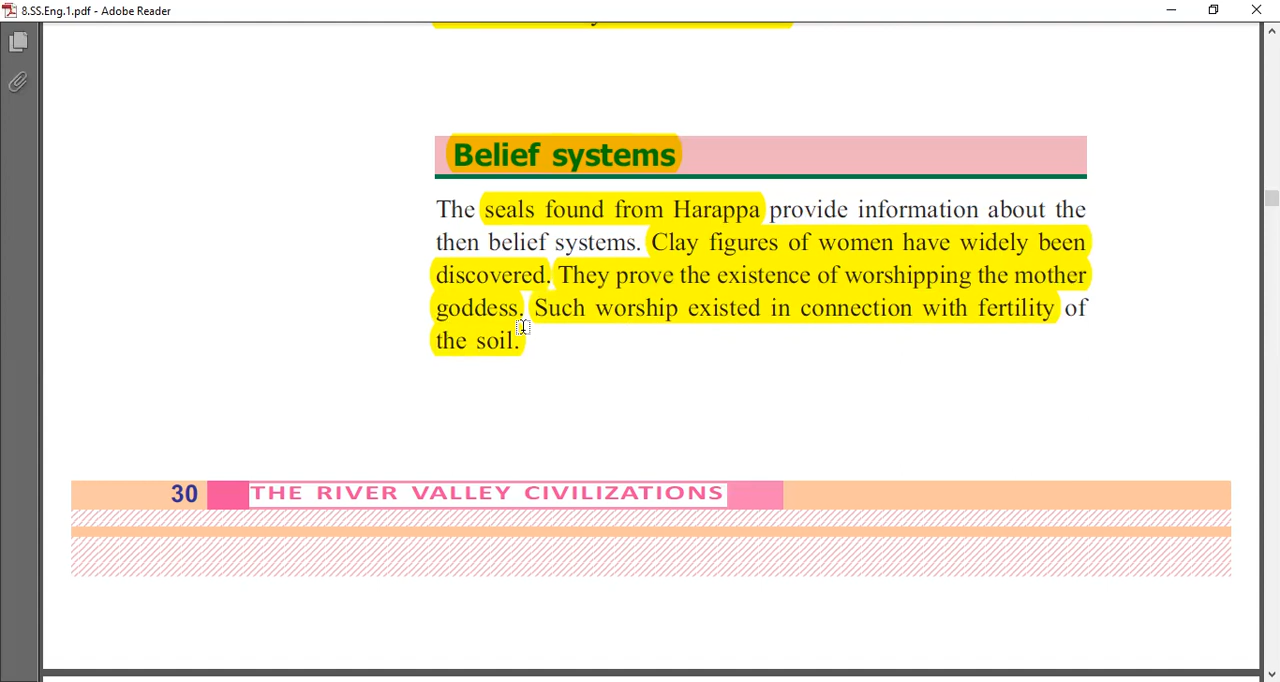 8.SS.Eng.1.pdf - Adobe Reader
Belief systems
The seals found from Harappa provide information about the
then belief systems. Clay figures of women have widely been
discovered. They prove the existence of worshipping the mother
goddess. Such worship existed in connection with fertility of
the soil.
30 THE RIVER VALLEY CIVILIZATIONS